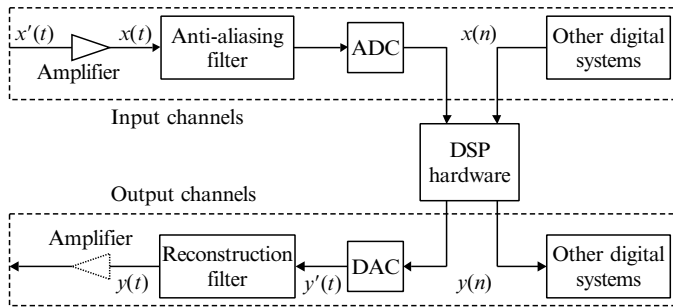 x′(t)
x(t)
Amplifier
Anti-aliasing
filter
ADC
x(n)
Other digital
systems
Input channels
DSP
hardware
Output channels
Amplifier
y(t)
Reconstruction
filter
y′(t)
DAC
y(n)
Other digital
systems